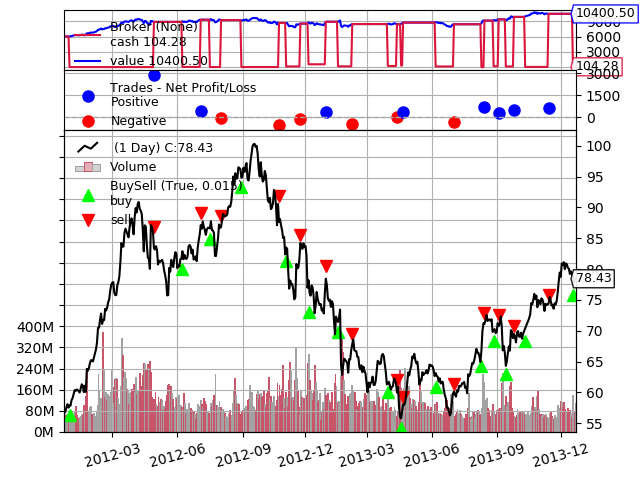 Broker (None)
cash 104.28
value 10400.50
10400.50
9000
6000
3000
104.28
Trades - Net Profit/Loss
Positive
Negative
3000
1500
0
(1 Day) C:78.43
Volume
BuySell (True, 0.015)
buy
sell
100
95
90
85
80
78.43
75
70
65
60
55
400M
320M
240M
160M
80M
0M
2012-03
2012-06
2012-09
2012-12
2013-03
2013-06
2013-09
2013-12